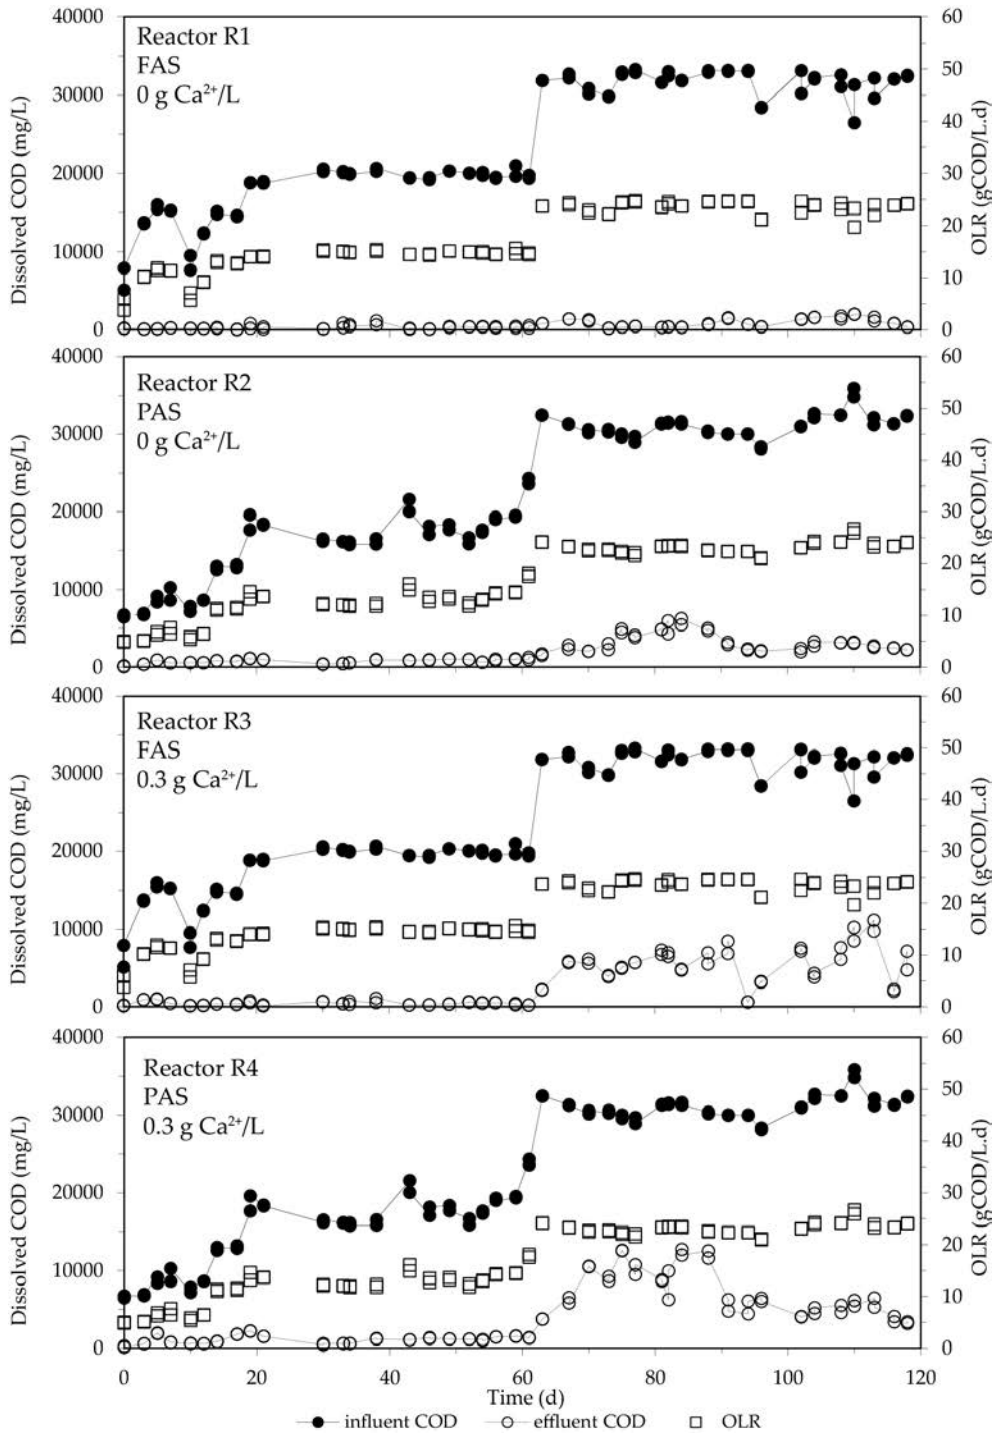 40000
30000
20000
10000
0
Dissolved COD (mg/L)
Reactor R1
FAS
0 g Ca²⁺/L
60
50
40
30
20
10
0
OLR (gCOD/L.d)
40000
30000
20000
10000
0
Dissolved COD (mg/L)
Reactor R2
PAS
0 g Ca²⁺/L
60
50
40
30
20
10
0
OLR (gCOD/L.d)
40000
30000
20000
10000
0
Dissolved COD (mg/L)
Reactor R3
FAS
0.3 g Ca²⁺/L
60
50
40
30
20
10
0
OLR (gCOD/L.d)
40000
30000
20000
10000
0
Dissolved COD (mg/L)
Reactor R4
PAS
0.3 g Ca²⁺/L
60
50
40
30
20
10
0
OLR (gCOD/L.d)
0 20 40 60 80 100 120
Time (d)
influent COD effluent COD OLR